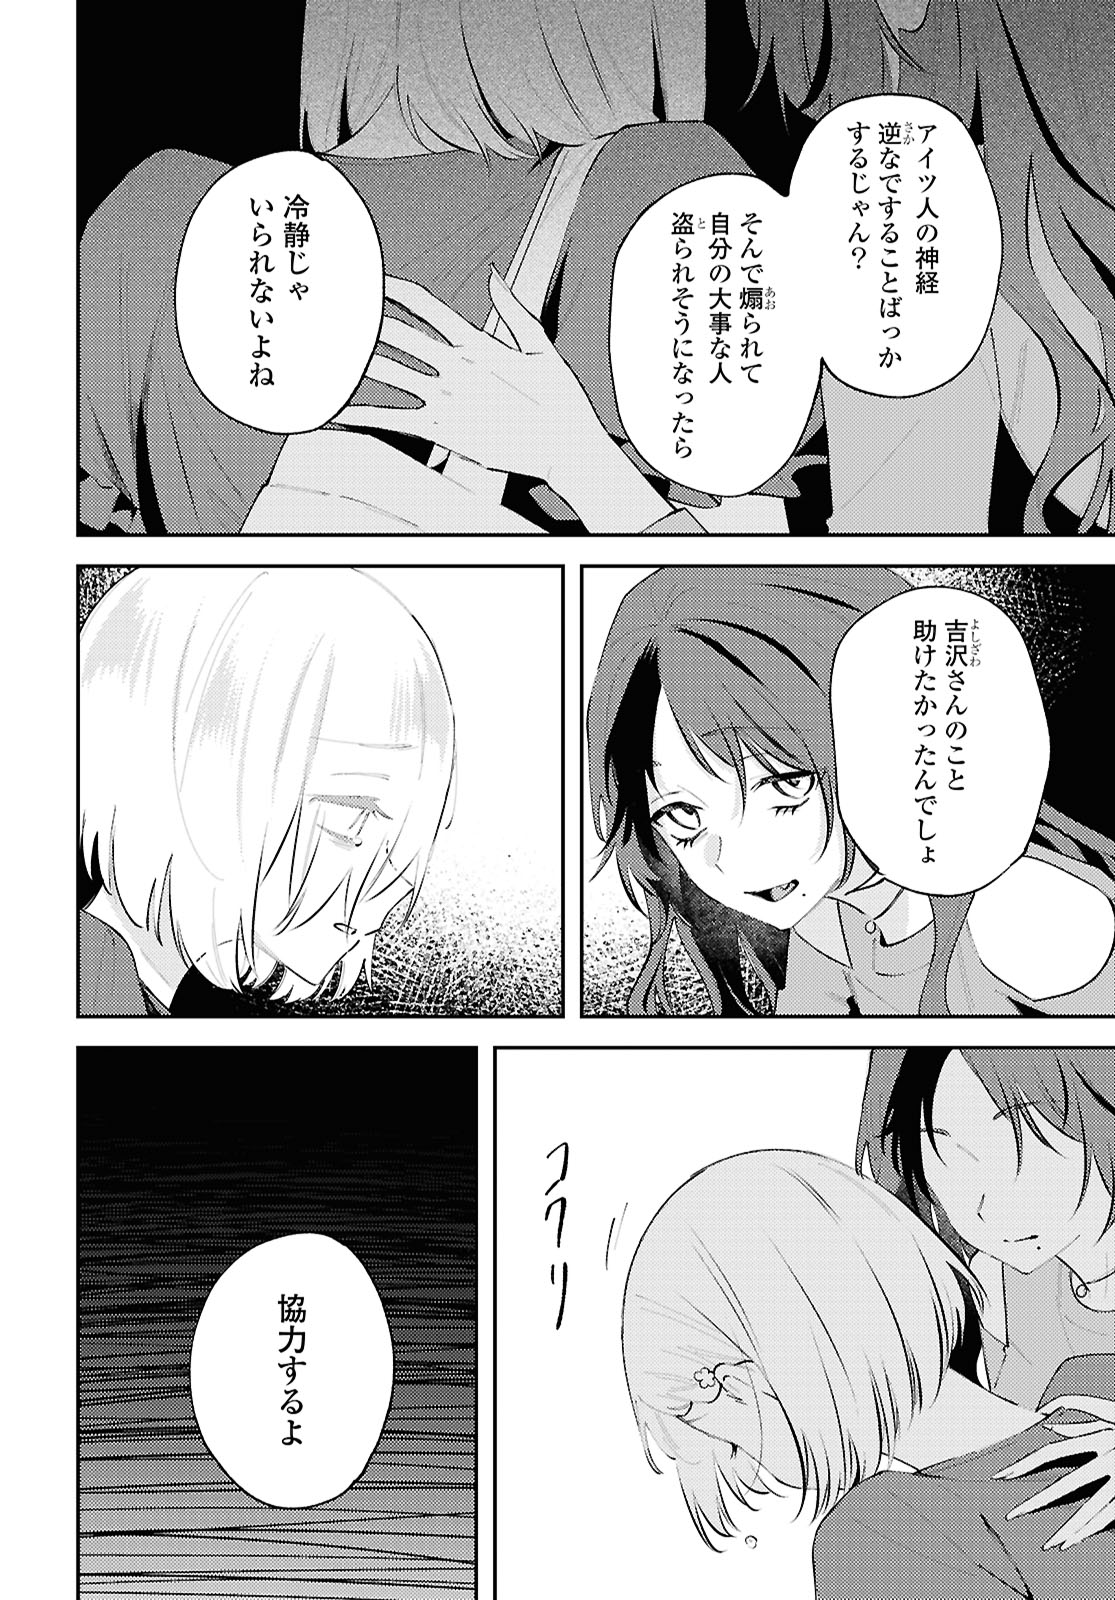 アイツ人の神経
逆なですることばっか
するじゃん?
そんで煽られて
自分の大事な人
盗られそうになったら
冷静じゃ
いられないよね
吉沢さんのこと
助けたかったんでしょ
コクリ
協力するよ